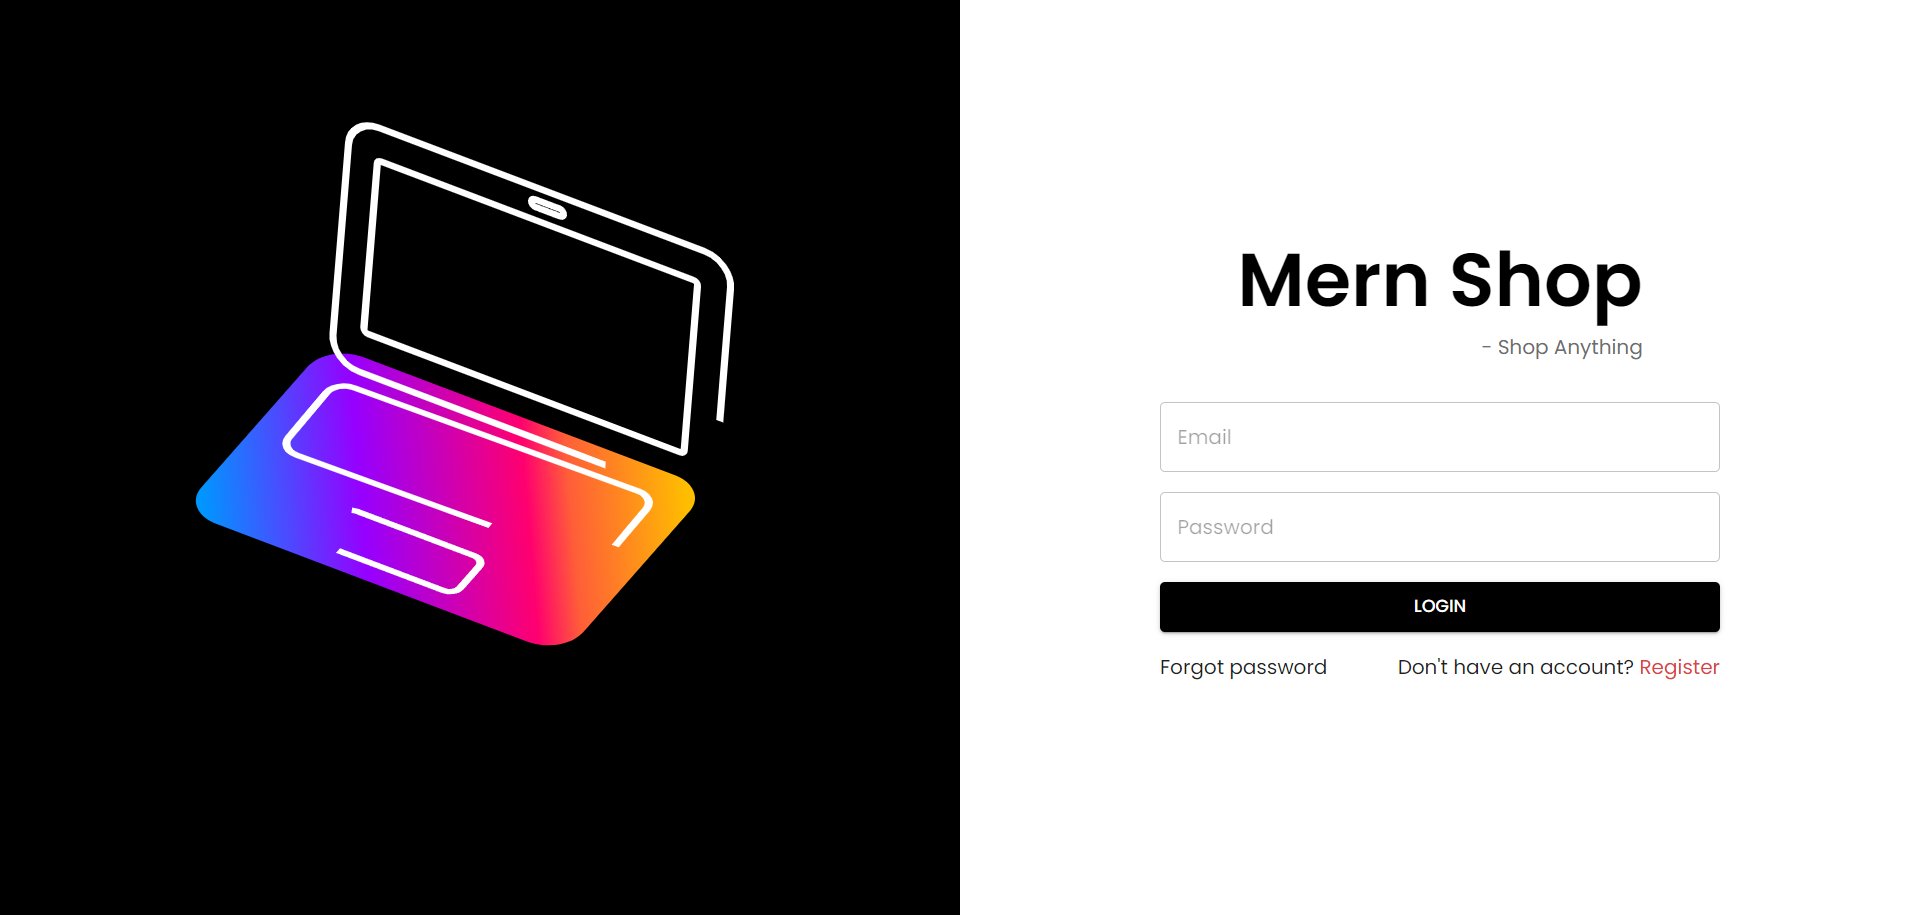 Mern Shop
- Shop Anything
Email
Password
LOGIN
Forgot password
Don't have an account? Register